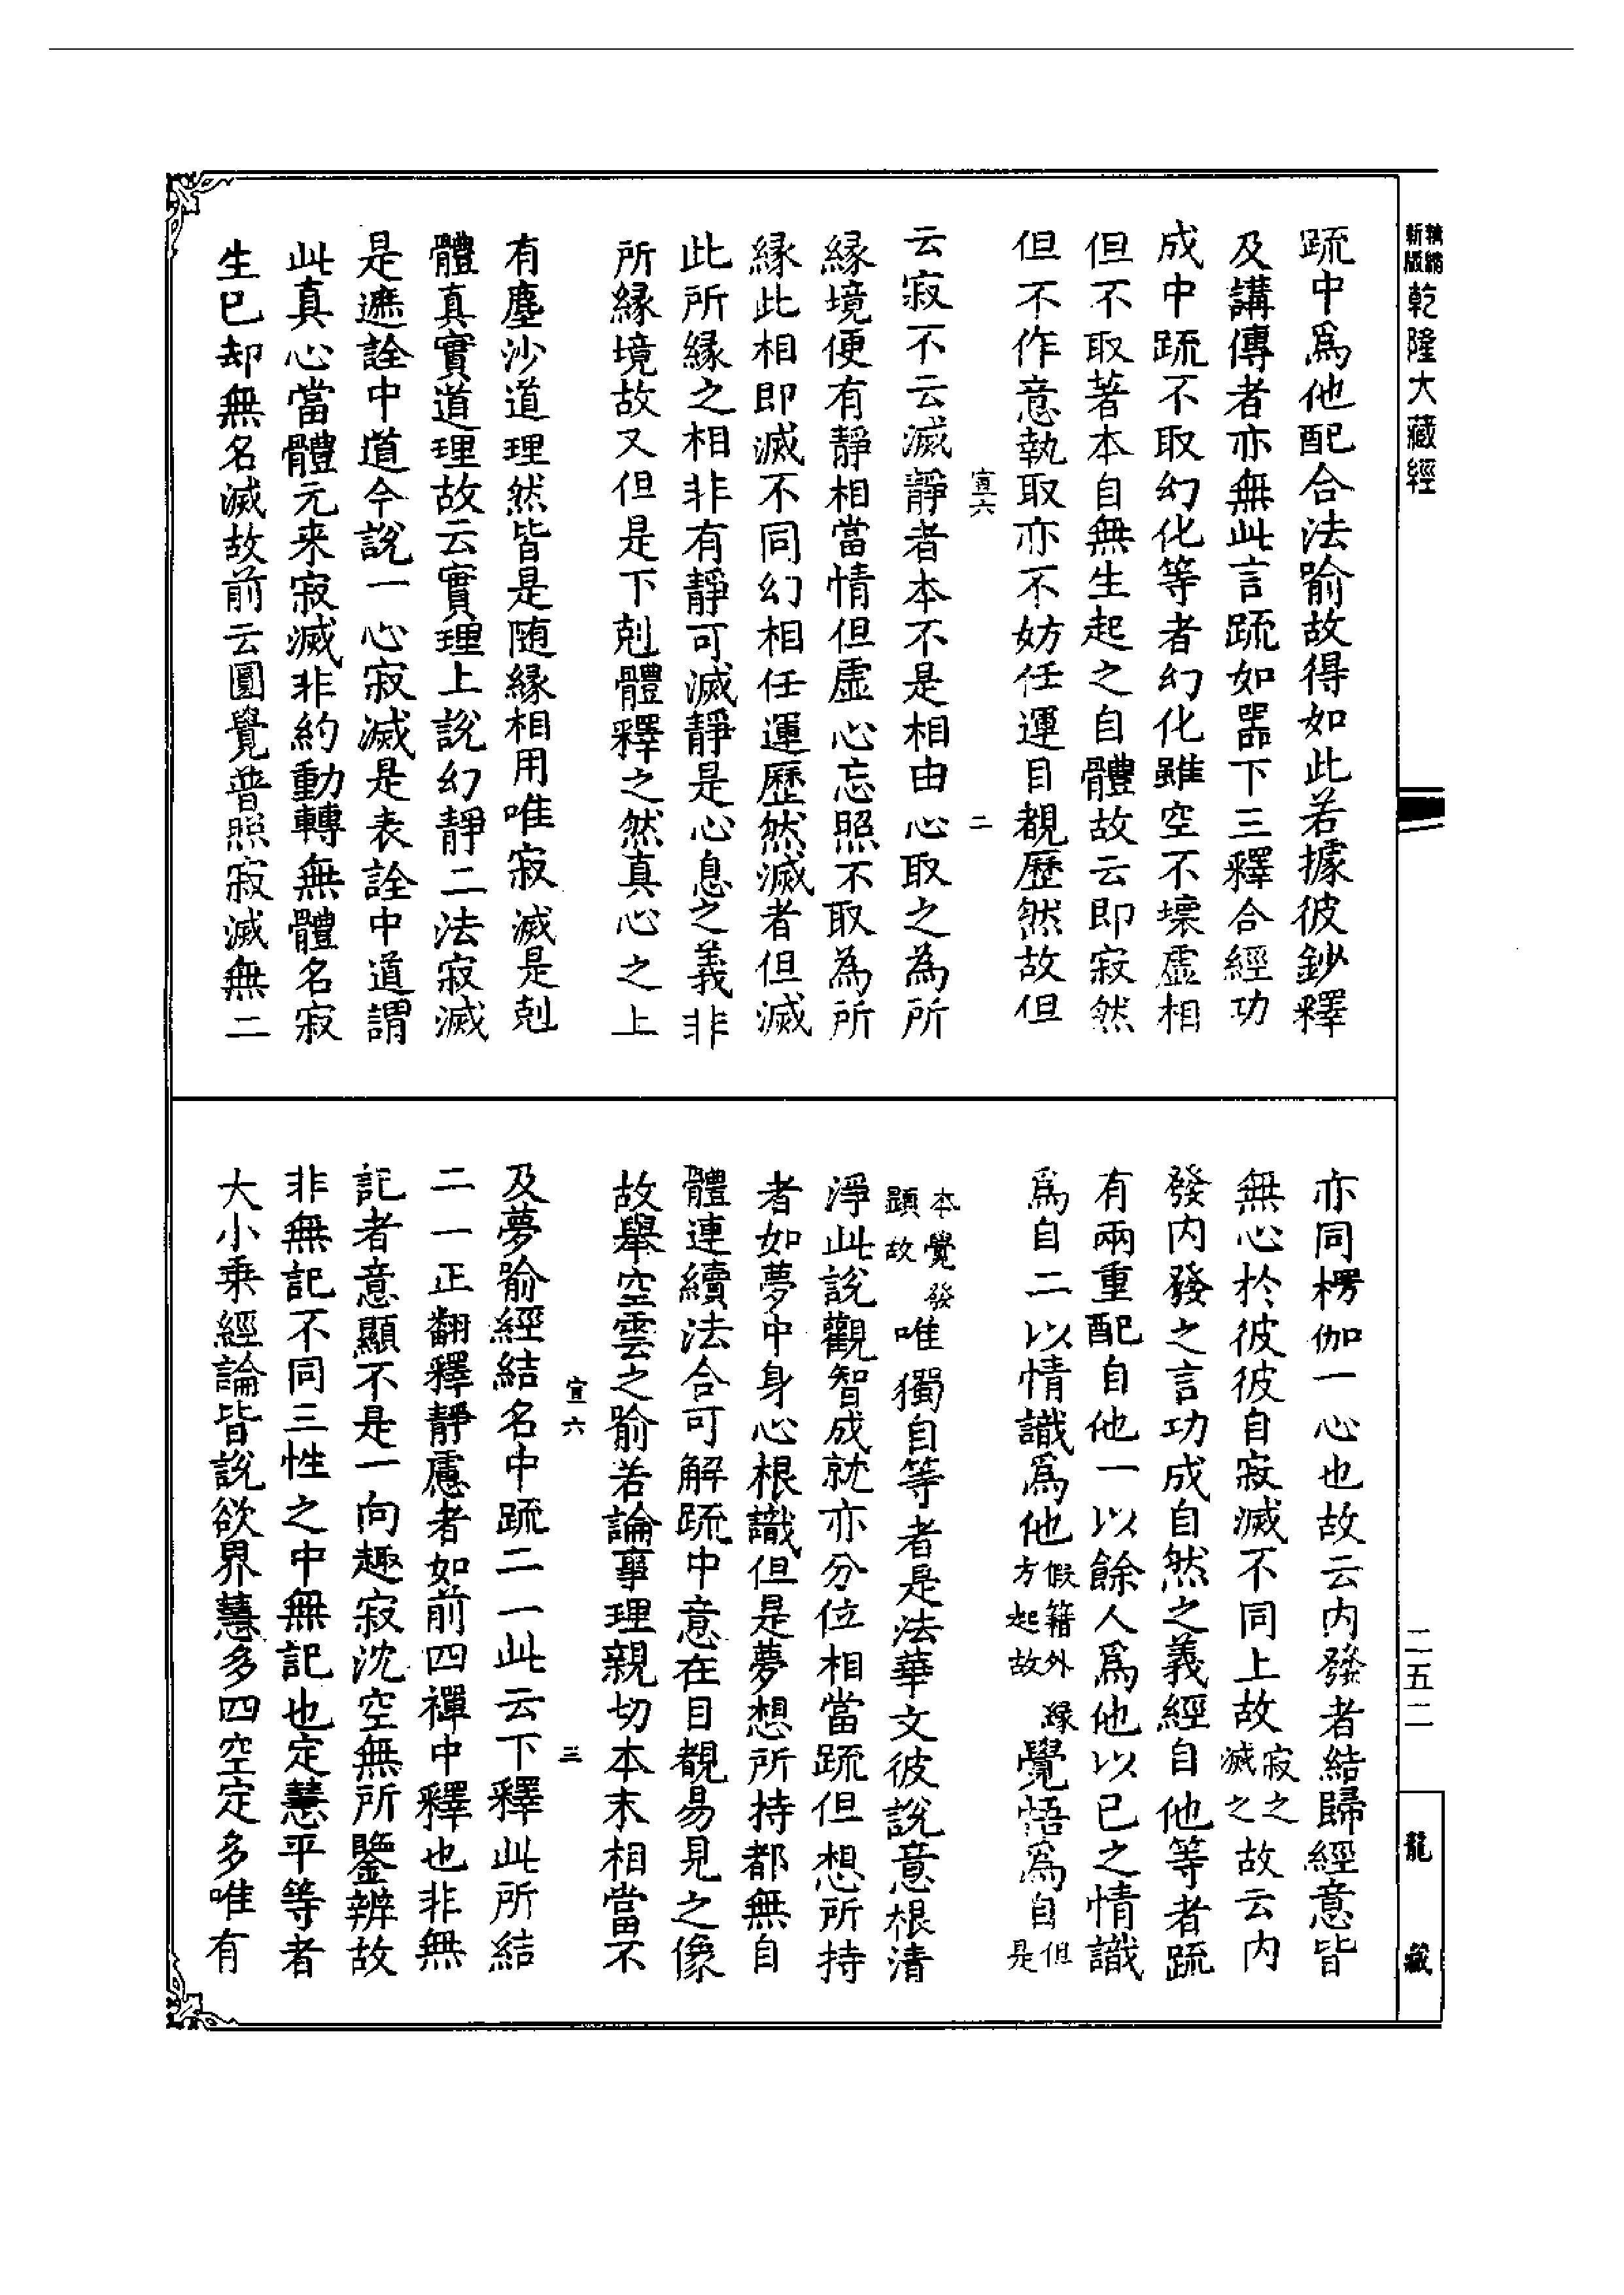 新版精縮乾隆大藏經
疏中爲他配合法喻故得如此若據彼鈔釋
及講傳者亦無此言疏如噐下三釋合經功
成中疏不取幻化等者幻化雖空不壞虛相
但不取著本自無生起之自體故云即寂然
但不作意執取亦不妨任運目覩歷然故但
宣六 二
云寂不云滅靜者本不是相由心取之為所
緣境便有靜相當情但虛心忘照不取為所
緣此相即滅不同幻相任運歷然滅者但滅
此所緣之相非有靜可滅靜是心息之義非
所緣境故又但是下剋體釋之然真心之上
有塵沙道理然皆是随緣相用唯寂滅是剋
體真實道理故云實理上說幻靜二法寂滅
是遮詮中道今說一心寂滅是表詮中道謂
此真心當體元来寂滅非約動轉無體名寂
生已却無名滅故前云圓覺普照寂滅無二
亦同楞伽一心也故云内發者結歸經意皆
無心於彼彼自寂滅不同上故寂之滅之故云内
發内發之言功成自然之義經自他等者疏
有兩重配自他一以餘人爲他以已之情識
爲自二以情識爲他假籍外緣方起故覺悟爲自但是
本覺發顯故唯獨自等者是法華文彼說意根清
淨此說觀智成就亦分位相當疏但想所持
者如夢中身心根識但是夢想所持都無自
體連續法合可解疏中意在目覩易見之像
故舉空雲之喻若論事理親切本末相當不
宣六 三
及夢喻經結名中疏二一此云下釋此所結
二一正翻釋靜慮者如前四禪中釋也非無
記者意顯不是一向趣寂沈空無所鑒辨故
非無記不同三性之中無記也定慧平等者
大小乗經論皆說欲界慧多四空定多唯有
二五二
龍藏